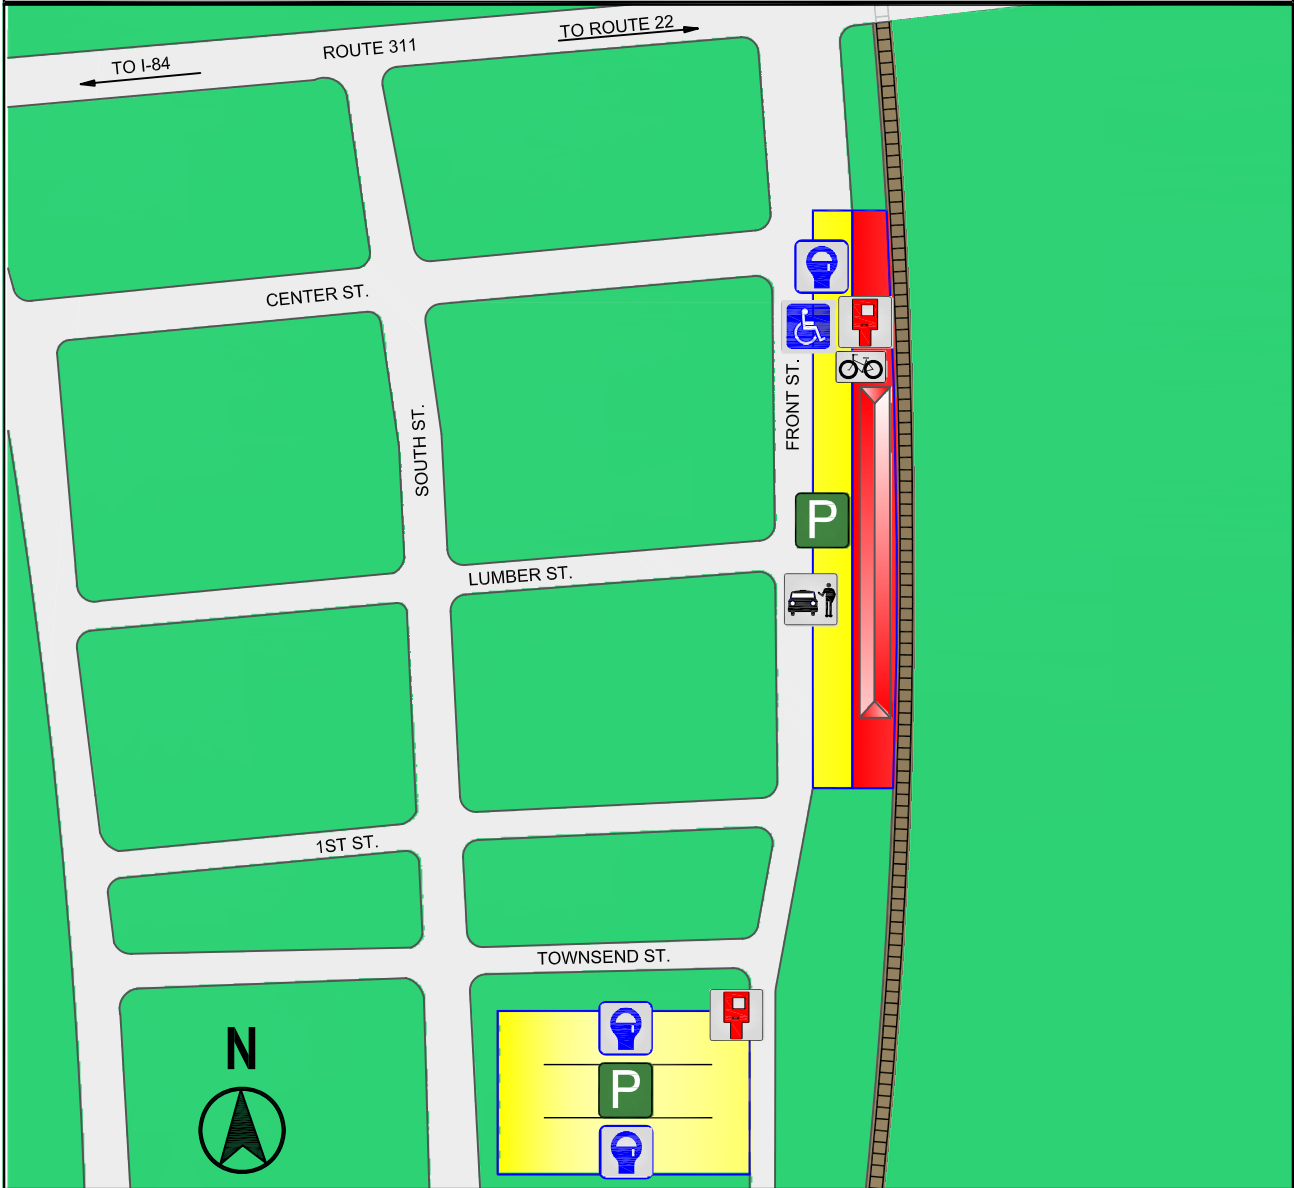 TO ROUTE 22
ROUTE 311
TO I-84
CENTER ST.
FRONT ST.
SOUTH ST.
P
LUMBER ST.
1ST ST.
TOWNSEND ST.
N
P